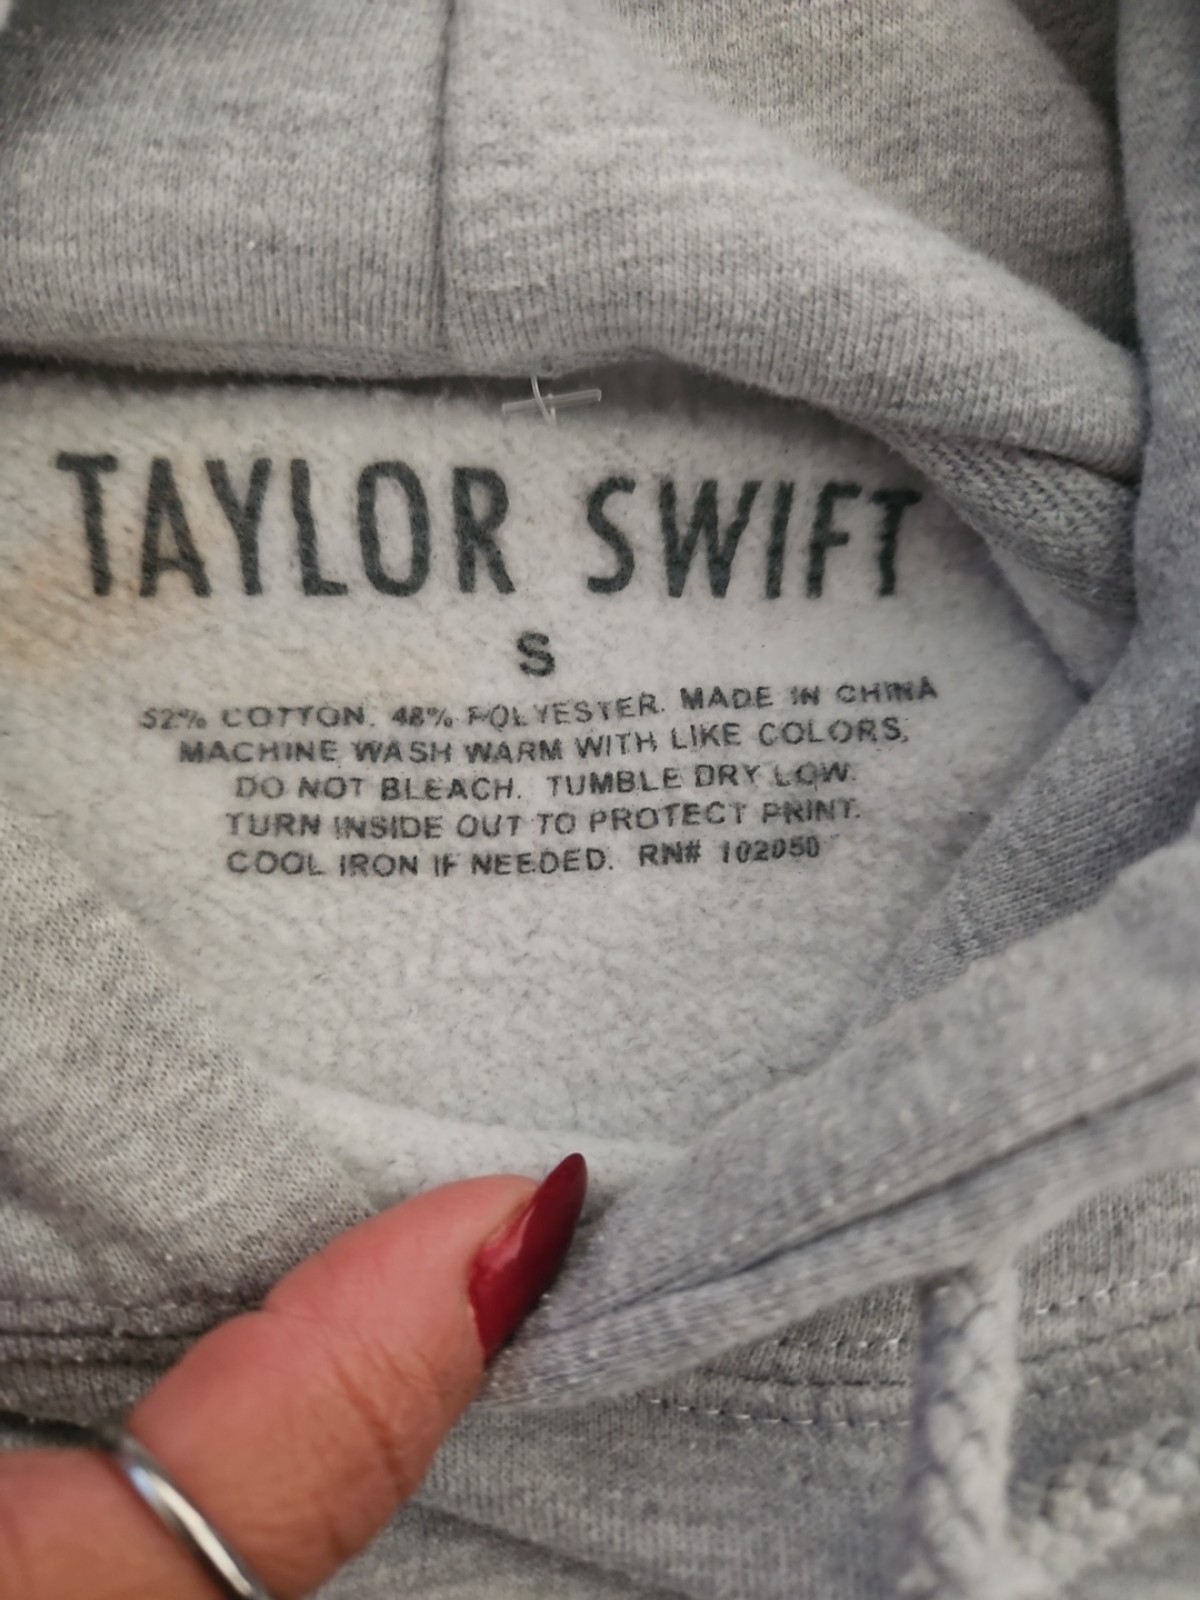 TAYLOR SWIFT
S
52% COTTON. 48% POLYESTER. MADE IN CHINA
MACHINE WASH WARM WITH LIKE COLORS,
DO NOT BLEACH. TUMBLE DRY LOW.
TURN INSIDE OUT TO PROTECT PRINT.
COOL IRON IF NEEDED. RN# 102050